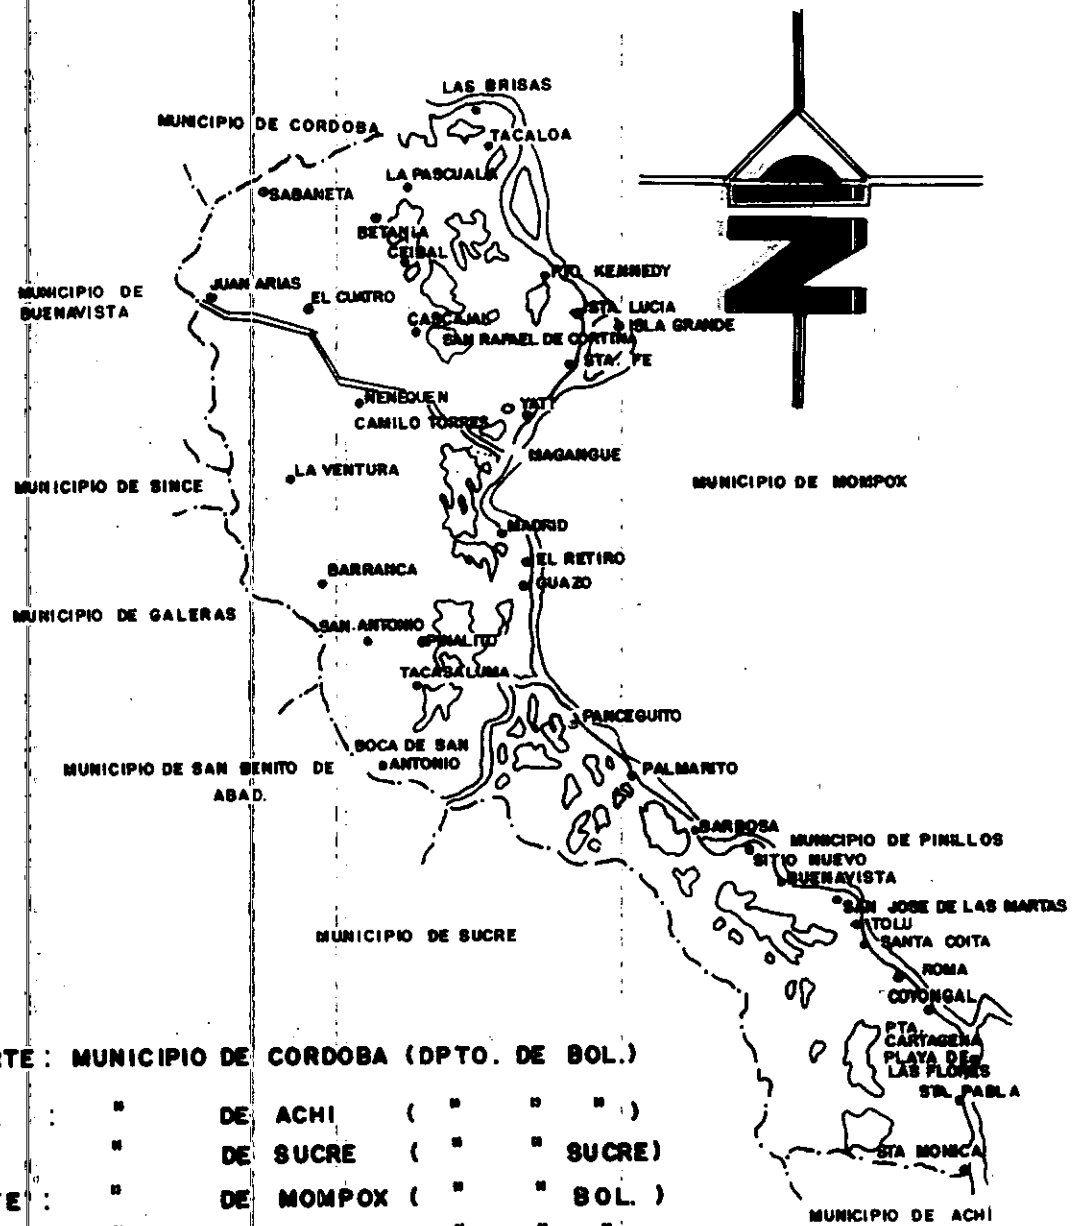 LAS BRISAS
MUNICIPIO DE CORDOBA
TACALOA
LA PASCUALA
SABANETA
BETANIA
CEIBAL
PTO. KENNEDY
N
JUAN ARIAS
MUNICIPIO DE
BUENAVISTA
EL CUATRO
STA. LUCIA
CASCAJAL
ISLA GRANDE
SAN RAFAEL DE CORTINA
STA. FE
HENEQUEN
YATI
CAMILO TORRES
MAGANGUE
LA VENTURA
MUNICIPIO DE SINCE
MUNICIPIO DE MOMPOX
MADRID
EL RETIRO
BARRANCA
GUAZO
MUNICIPIO DE GALERAS
SAN ANTONIO
PIÑALITO
TACASALUMA
PANCEGUITO
BOCA DE SAN
ANTONIO
MUNICIPIO DE SAN BENITO DE
ABAD.
PALMARITO
BARBOSA
MUNICIPIO DE PINILLOS
SITIO NUEVO
BUENAVISTA
SAN JOSE DE LAS MARTAS
TOLU
MUNICIPIO DE SUCRE
SANTA COITA
ROMA
COYONGAL
PTA.
CARTAGENA
PLAYA DE
LAS FLORES
STA. PABLA
STA MONICA
MUNICIPIO DE ACHÍ
RTE: MUNICIPIO DE CORDOBA (DPTO. DE BOL.)
: " DE ACHI ( " " " )
" DE SUCRE ( " " SUCRE)
TE: " DE MOMPOX ( " " BOL. )